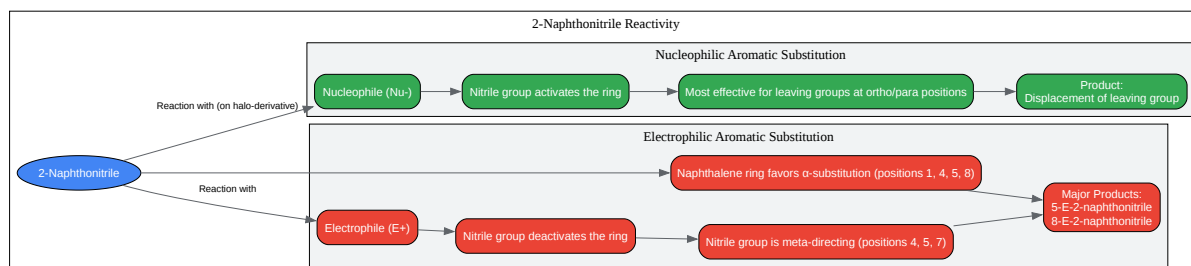 2-Naphthonitrile Reactivity
Nucleophilic Aromatic Substitution
Reaction with (on halo-derivative)
Nucleophile (Nu-)
Nitrile group activates the ring
Most effective for leaving groups at ortho/para positions
Product:
Displacement of leaving group
Electrophilic Aromatic Substitution
2-Naphthonitrile
Naphthalene ring favors α-substitution (positions 1, 4, 5, 8)
Reaction with
Electrophile (E+)
Nitrile group deactivates the ring
Nitrile group is meta-directing (positions 4, 5, 7)
Major Products:
5-E-2-naphthonitrile
8-E-2-naphthonitrile